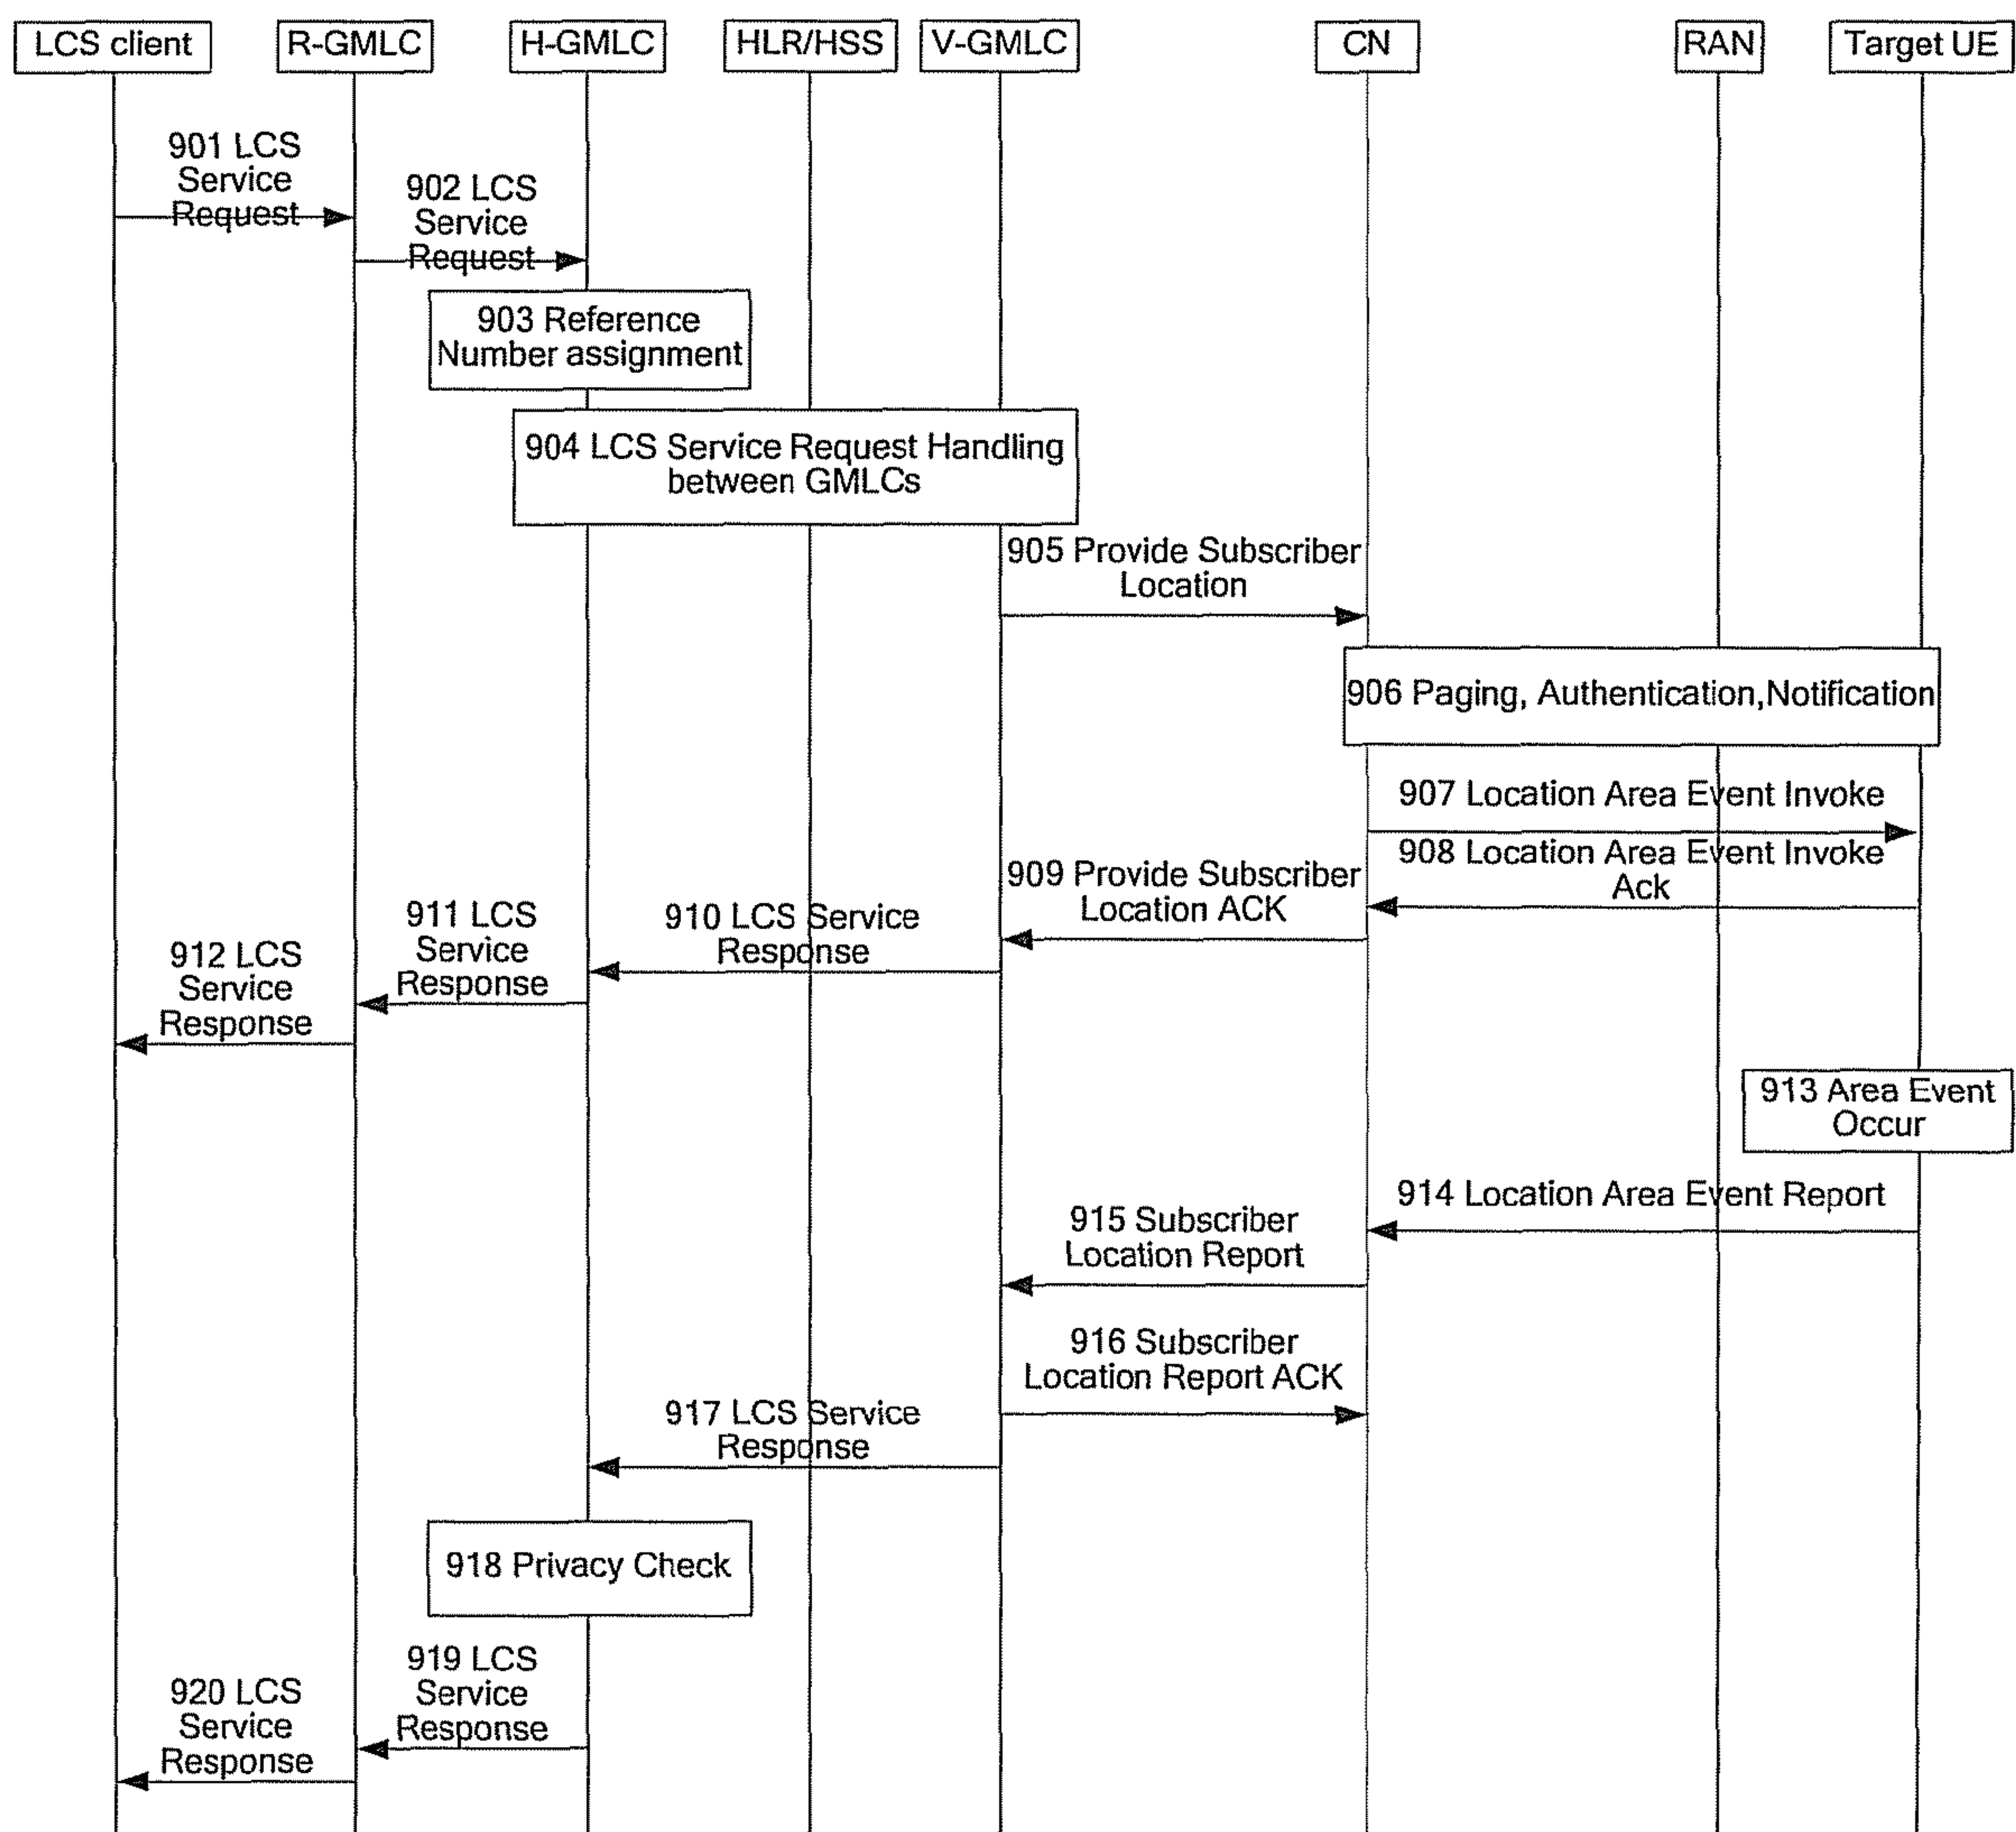 LCS client
R-GMLC
H-GMLC
HLR/HSS
V-GMLC
CN
RAN
Target UE
901 LCS
Service
Request
902 LCS
Service
Request
903 Reference
Number assignment
904 LCS Service Request Handling
between GMLCs
905 Provide Subscriber
Location
906 Paging, Authentication,Notification
907 Location Area Event Invoke
908 Location Area Event Invoke
Ack
909 Provide Subscriber
Location ACK
910 LCS Service
Response
911 LCS
Service
Response
912 LCS
Service
Response
913 Area Event
Occur
914 Location Area Event Report
915 Subscriber
Location Report
916 Subscriber
Location Report ACK
917 LCS Service
Response
918 Privacy Check
919 LCS
Service
Response
920 LCS
Service
Response